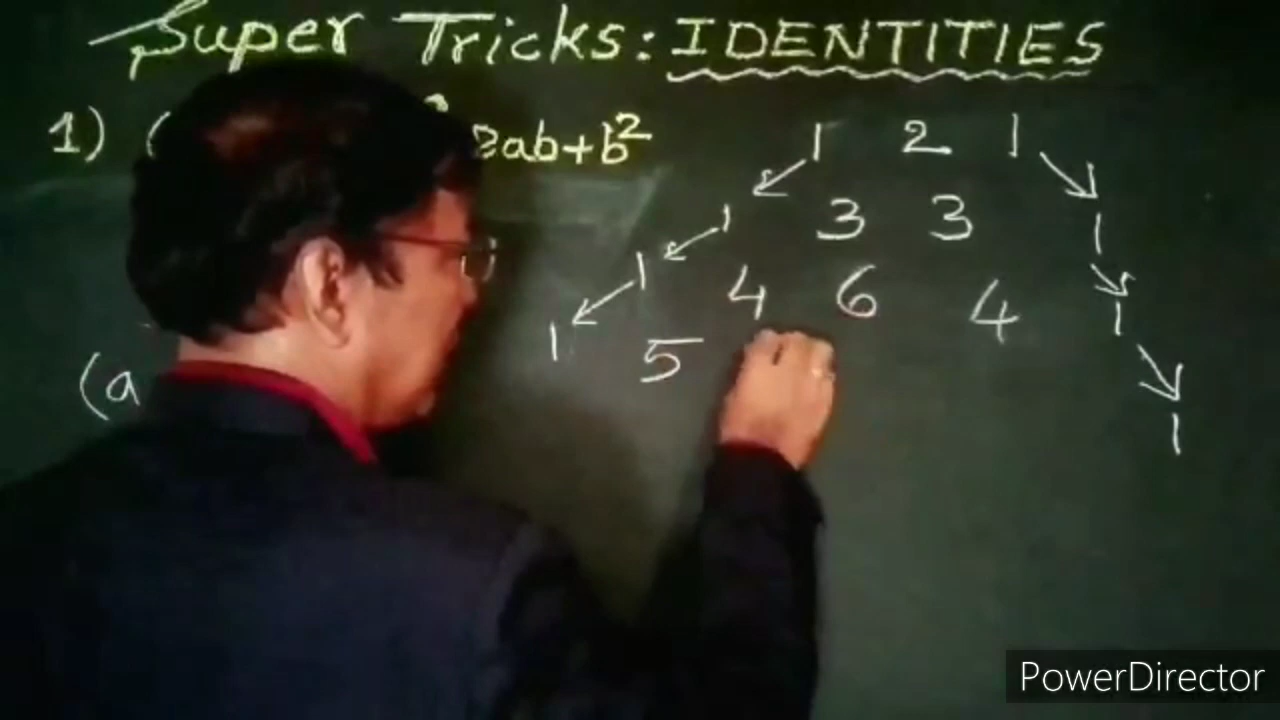 Super Tricks: IDENTITIES
1) ( 2ab+b²
1 2 1
1 3 3 1
1 4 6 4 1
1 5 1
(a
PowerDirector